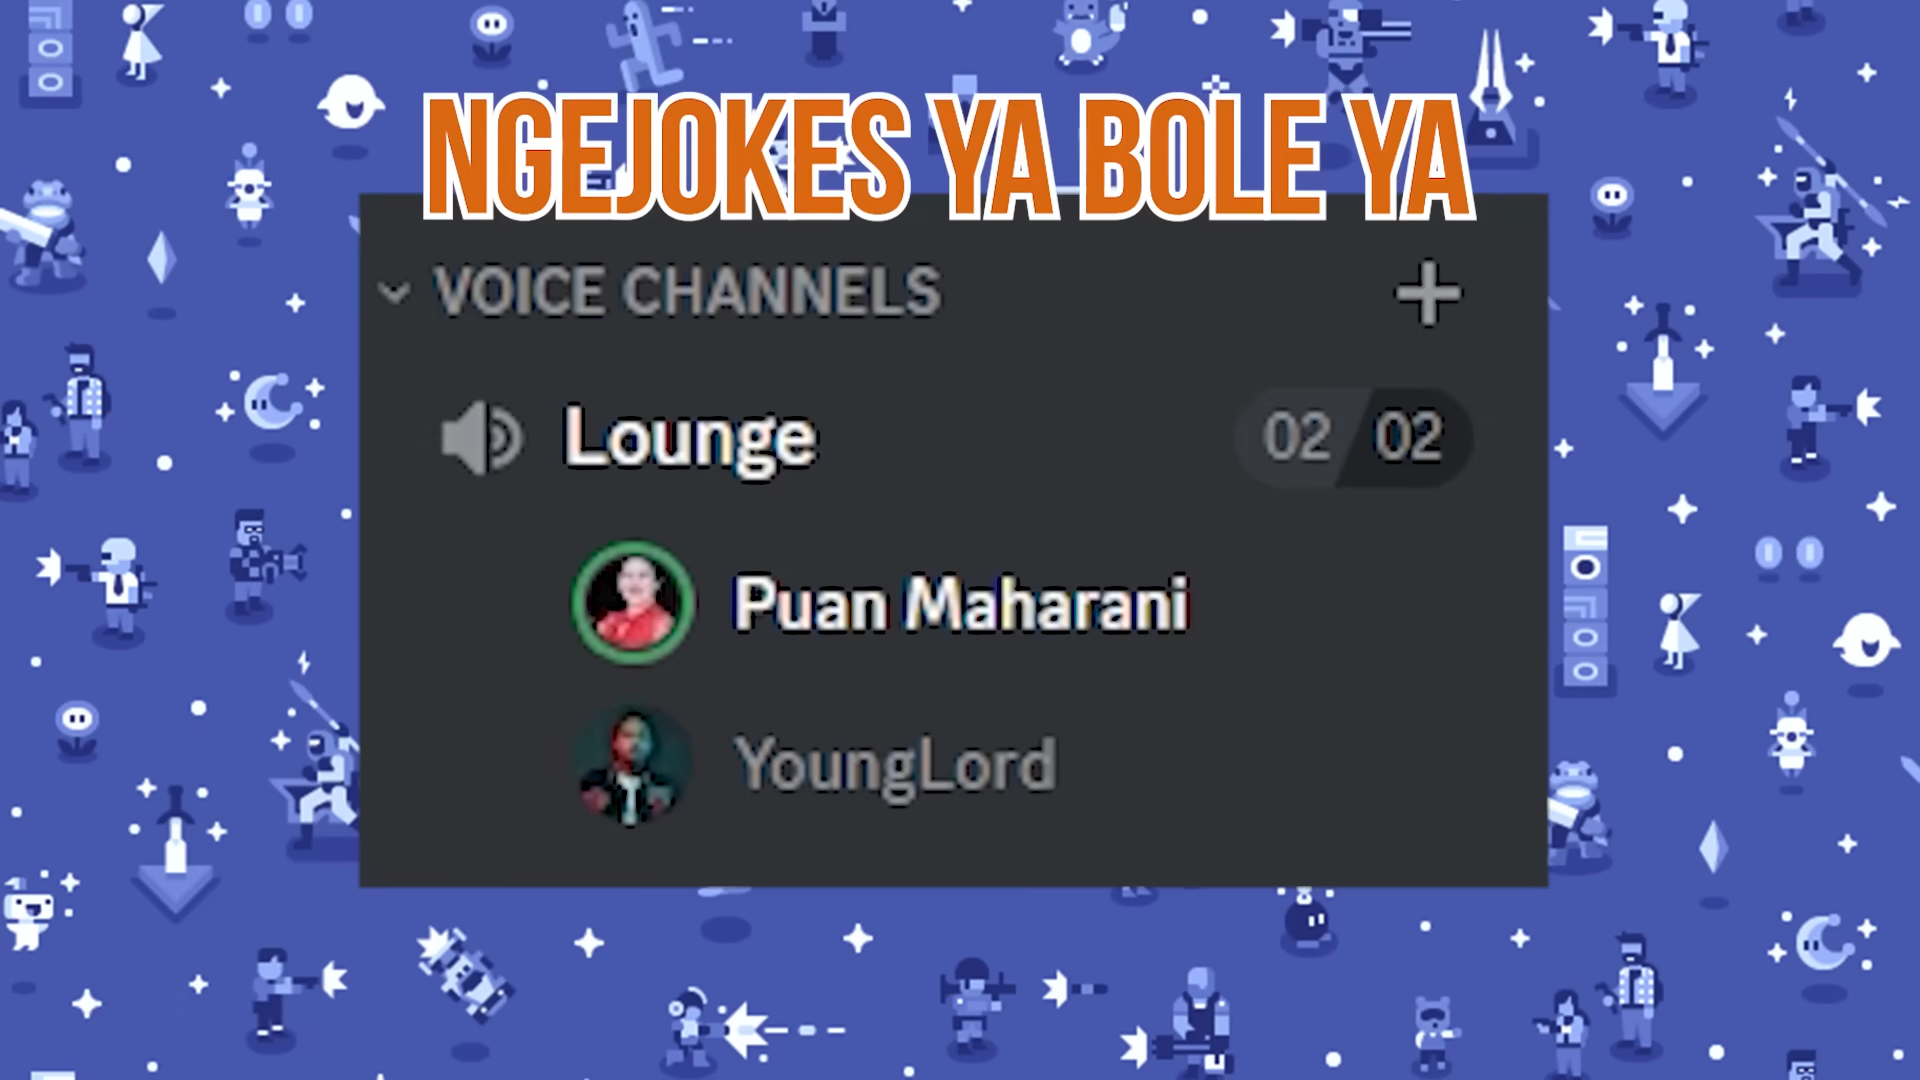 NGEJOKES YA BOLE YA
VOICE CHANNELS
Lounge 02 02
Puan Maharani
YoungLord